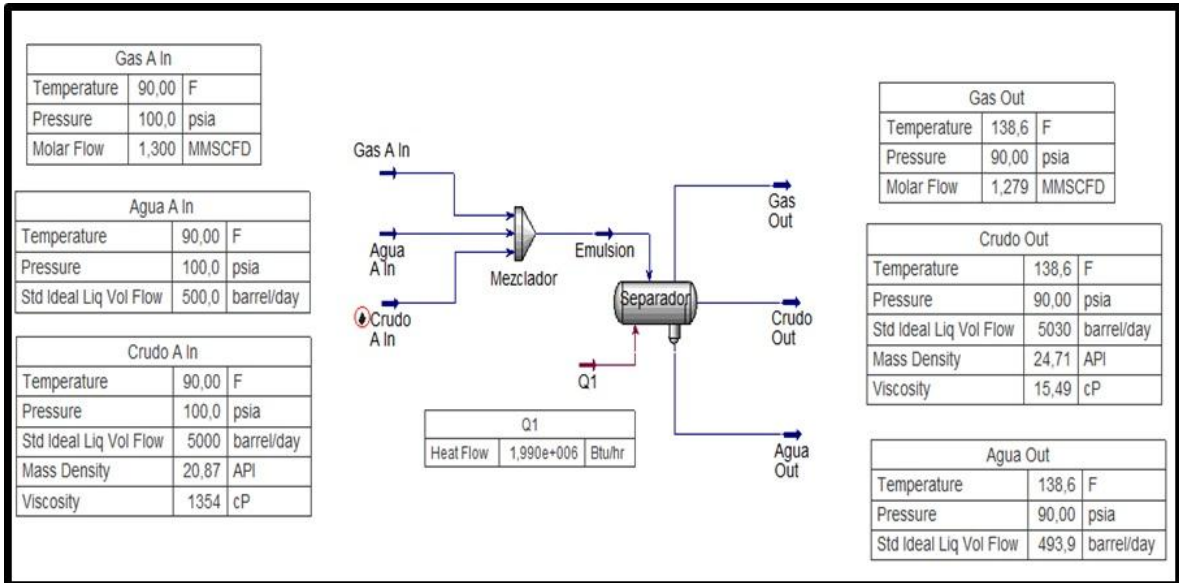 Gas A In
Temperature 90,00 F
Pressure 100,0 psia
Molar Flow 1,300 MMSCFD
Agua A In
Temperature 90,00 F
Pressure 100,0 psia
Std Ideal Liq Vol Flow 500,0 barrel/day
Crudo A In
Temperature 90,00 F
Pressure 100,0 psia
Std Ideal Liq Vol Flow 5000 barrel/day
Mass Density 20,87 API
Viscosity 1354 cP
Gas A In
Agua
A In
Crudo
A In
Mezclador
Emulsion
Separador
Q1
Gas
Out
Crudo
Out
Agua
Out
Q1
Heat Flow 1,990e+006 Btu/hr
Gas Out
Temperature 138,6 F
Pressure 90,00 psia
Molar Flow 1,279 MMSCFD
Crudo Out
Temperature 138,6 F
Pressure 90,00 psia
Std Ideal Liq Vol Flow 5030 barrel/day
Mass Density 24,71 API
Viscosity 15,49 cP
Agua Out
Temperature 138,6 F
Pressure 90,00 psia
Std Ideal Liq Vol Flow 493,9 barrel/day